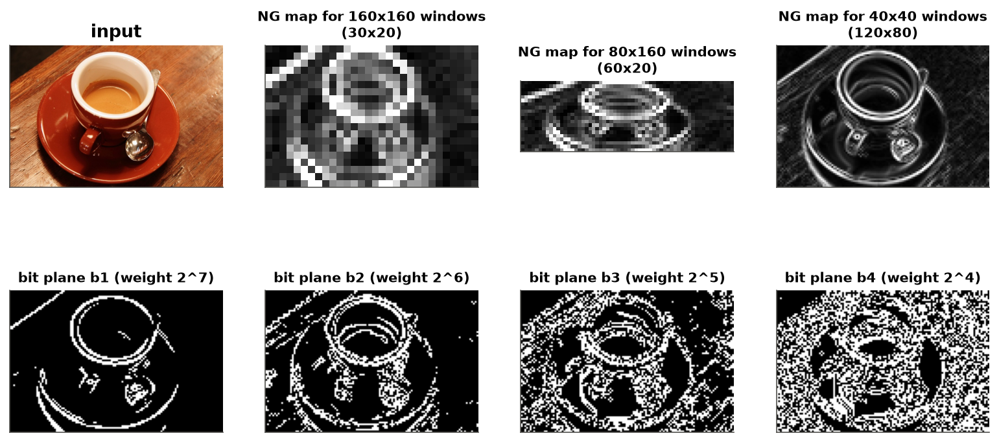 input
NG map for 160x160 windows
(30x20)
NG map for 80x160 windows
(60x20)
NG map for 40x40 windows
(120x80)
bit plane b1 (weight 2^7)
bit plane b2 (weight 2^6)
bit plane b3 (weight 2^5)
bit plane b4 (weight 2^4)